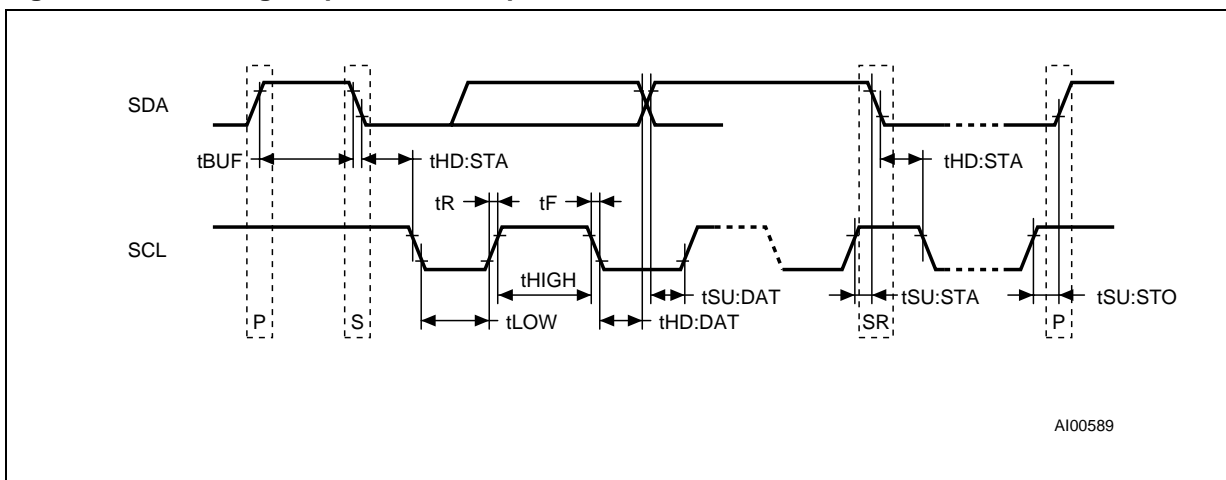 SDA
tBUF tHD:STA tHD:STA
tR tF
SCL
tHIGH
tSU:DAT tSU:STA tSU:STO
P S tLOW tHD:DAT SR P
AI00589